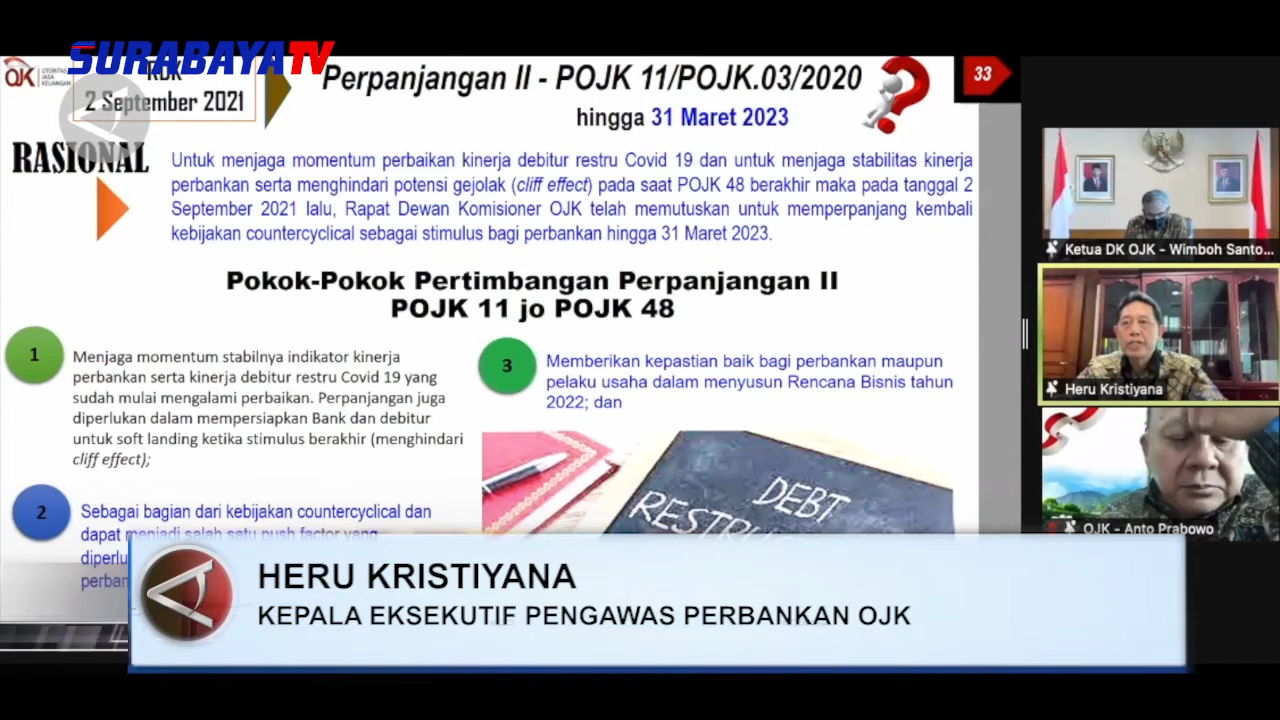 SURABAYATV
OJK OTORITAS JASA KEUANGAN
RDK
2 September 2021
Perpanjangan II - POJK 11/POJK.03/2020
hingga 31 Maret 2023
33
RASIONAL
Untuk menjaga momentum perbaikan kinerja debitur restru Covid 19 dan untuk menjaga stabilitas kinerja
perbankan serta menghindari potensi gejolak (cliff effect) pada saat POJK 48 berakhir maka pada tanggal 2
September 2021 lalu, Rapat Dewan Komisioner OJK telah memutuskan untuk memperpanjang kembali
kebijakan countercyclical sebagai stimulus bagi perbankan hingga 31 Maret 2023.
Pokok-Pokok Pertimbangan Perpanjangan II
POJK 11 jo POJK 48
1
Menjaga momentum stabilnya indikator kinerja
perbankan serta kinerja debitur restru Covid 19 yang
sudah mulai mengalami perbaikan. Perpanjangan juga
diperlukan dalam mempersiapkan Bank dan debitur
untuk soft landing ketika stimulus berakhir (menghindari
cliff effect);
2
Sebagai bagian dari kebijakan countercyclical dan
dapat menjadi salah satu push factor yang
3
Memberikan kepastian baik bagi perbankan maupun
pelaku usaha dalam menyusun Rencana Bisnis tahun
2022; dan
DEBT
Ketua DK OJK - Wimboh Santo...
Heru Kristiyana
OJK - Anto Prabowo
HERU KRISTIYANA
KEPALA EKSEKUTIF PENGAWAS PERBANKAN OJK